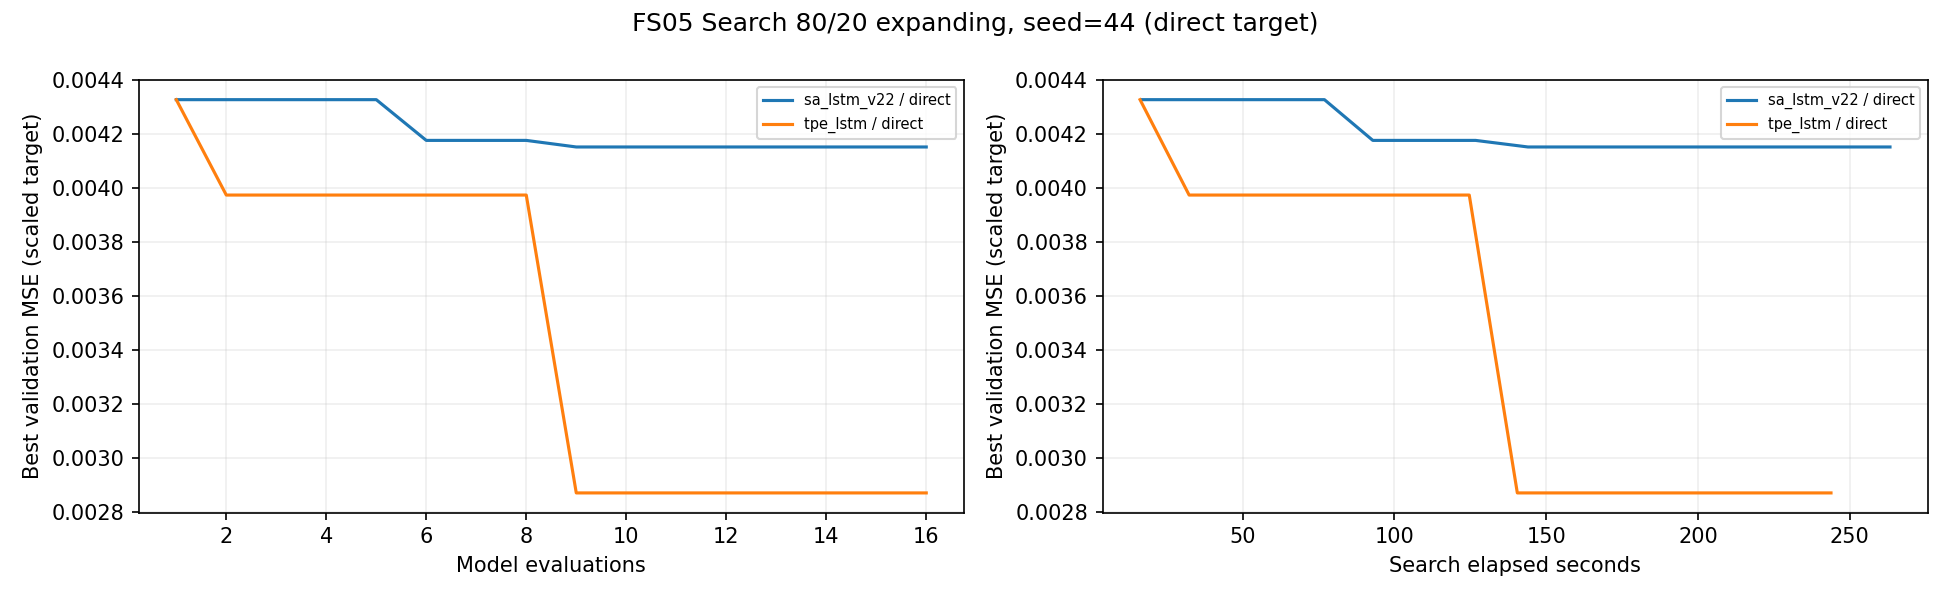 FS05 Search 80/20 expanding, seed=44 (direct target)
Best validation MSE (scaled target)
0.0044
0.0042
0.0040
0.0038
0.0036
0.0034
0.0032
0.0030
0.0028
sa_lstm_v22 / direct
tpe_lstm / direct
2 4 6 8 10 12 14 16
Model evaluations
Best validation MSE (scaled target)
0.0044
0.0042
0.0040
0.0038
0.0036
0.0034
0.0032
0.0030
0.0028
sa_lstm_v22 / direct
tpe_lstm / direct
50 100 150 200 250
Search elapsed seconds